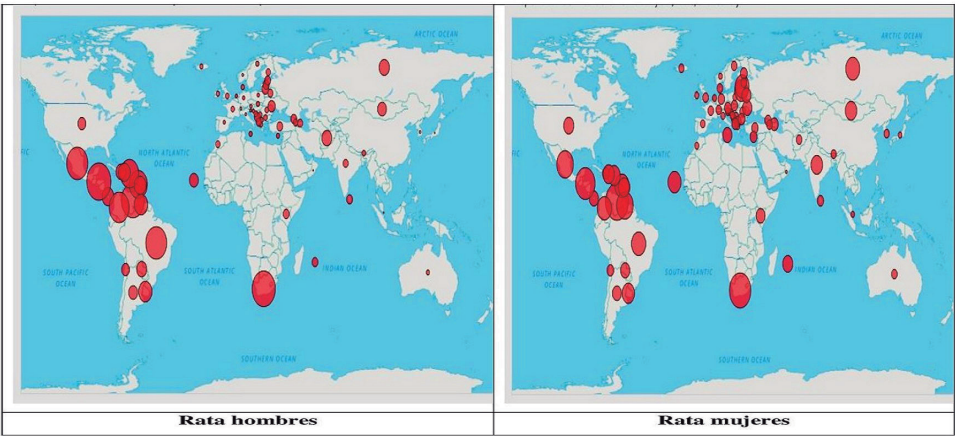 ARCTIC OCEAN
NORTH ATLANTIC
OCEAN
SOUTH PACIFIC
OCEAN
SOUTH ATLANTIC
OCEAN
INDIAN OCEAN
SOUTHERN OCEAN
Rata hombres
ARCTIC OCEAN
NORTH ATLANTIC
OCEAN
SOUTH PACIFIC
OCEAN
SOUTH ATLANTIC
OCEAN
INDIAN OCEAN
SOUTHERN OCEAN
Rata mujeres